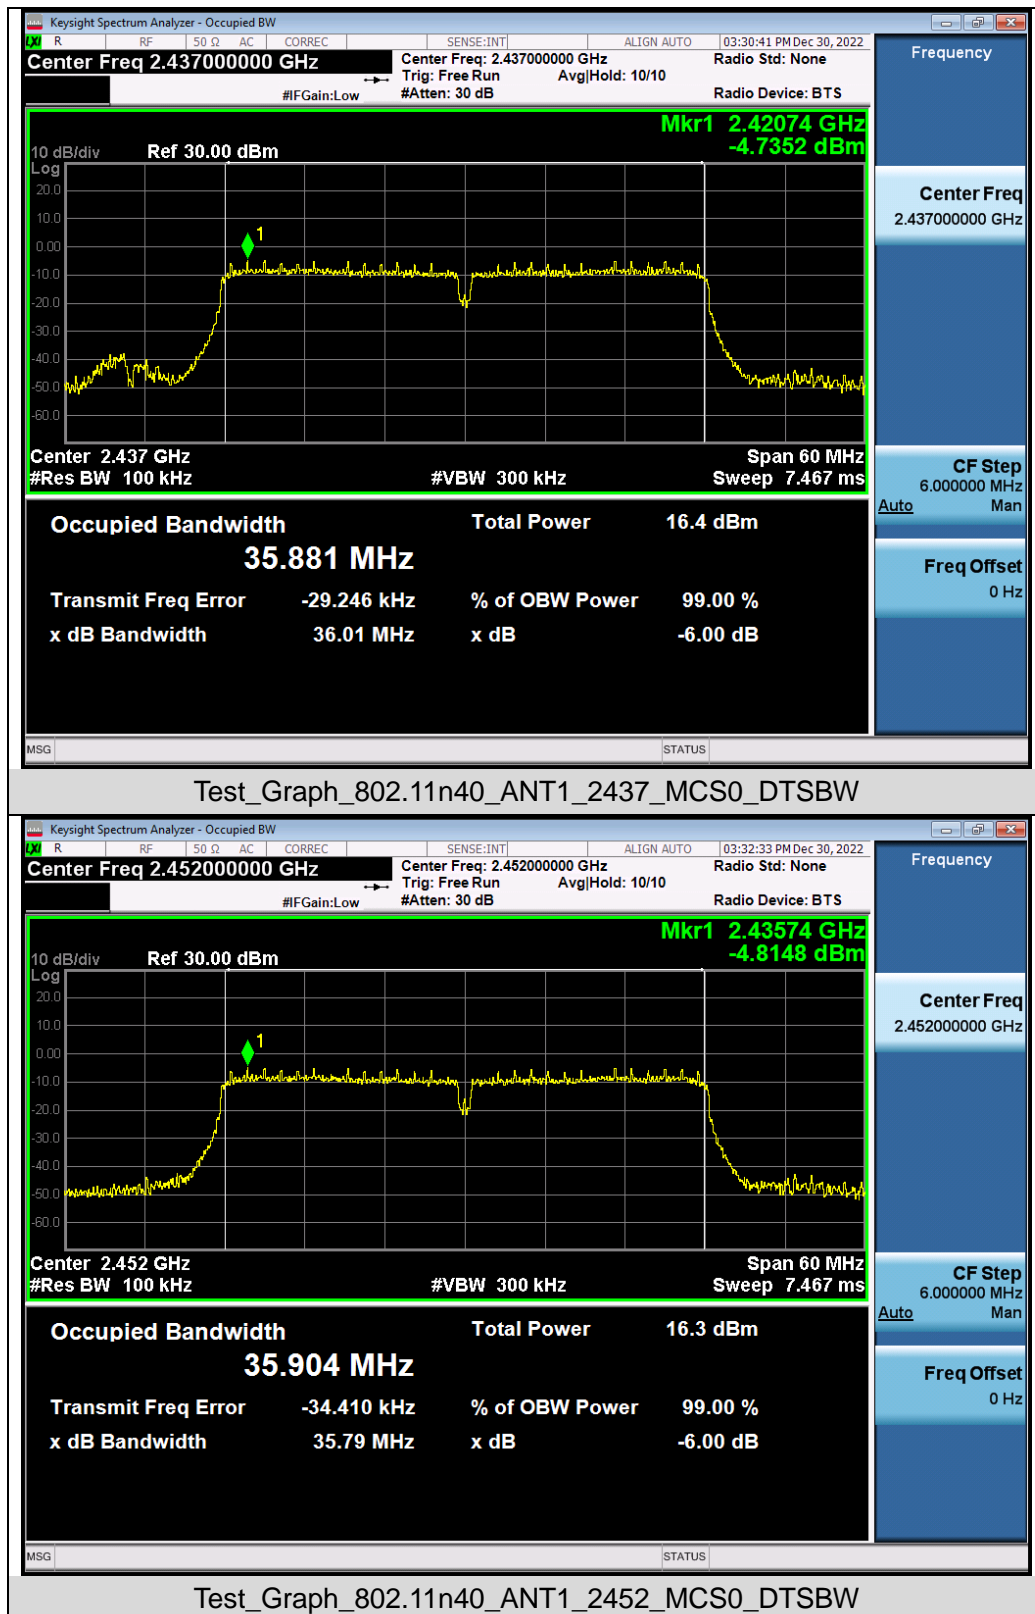 Keysight Spectrum Analyzer - Occupied BW
LXI R RF 50 Ω AC CORREC SENSE:INT ALIGN AUTO 03:30:41 PM Dec 30, 2022
Center Freq 2.437000000 GHz
Center Freq: 2.437000000 GHz
Radio Std: None
Trig: Free Run Avg|Hold: 10/10
#IFGain:Low
#Atten: 30 dB
Radio Device: BTS
Frequency
Mkr1 2.42074 GHz
-4.7352 dBm
10 dB/div Ref 30.00 dBm
Log
20.0
10.0
0.00
-10.0
-20.0
-30.0
-40.0
-50.0
-60.0
1
Center 2.437 GHz Span 60 MHz
#Res BW 100 kHz #VBW 300 kHz Sweep 7.467 ms
Center Freq
2.437000000 GHz
CF Step
6.000000 MHz
Auto Man
Freq Offset
0 Hz
Occupied Bandwidth Total Power 16.4 dBm
35.881 MHz
Transmit Freq Error -29.246 kHz % of OBW Power 99.00 %
x dB Bandwidth 36.01 MHz x dB -6.00 dB
MSG STATUS
Test_Graph_802.11n40_ANT1_2437_MCS0_DTSBW
Keysight Spectrum Analyzer - Occupied BW
LXI R RF 50 Ω AC CORREC SENSE:INT ALIGN AUTO 03:32:33 PM Dec 30, 2022
Center Freq 2.452000000 GHz
Center Freq: 2.452000000 GHz
Radio Std: None
Trig: Free Run Avg|Hold: 10/10
#IFGain:Low
#Atten: 30 dB
Radio Device: BTS
Frequency
Mkr1 2.43574 GHz
-4.8148 dBm
10 dB/div Ref 30.00 dBm
Log
20.0
10.0
0.00
-10.0
-20.0
-30.0
-40.0
-50.0
-60.0
1
Center 2.452 GHz Span 60 MHz
#Res BW 100 kHz #VBW 300 kHz Sweep 7.467 ms
Center Freq
2.452000000 GHz
CF Step
6.000000 MHz
Auto Man
Freq Offset
0 Hz
Occupied Bandwidth Total Power 16.3 dBm
35.904 MHz
Transmit Freq Error -34.410 kHz % of OBW Power 99.00 %
x dB Bandwidth 35.79 MHz x dB -6.00 dB
MSG STATUS
Test_Graph_802.11n40_ANT1_2452_MCS0_DTSBW